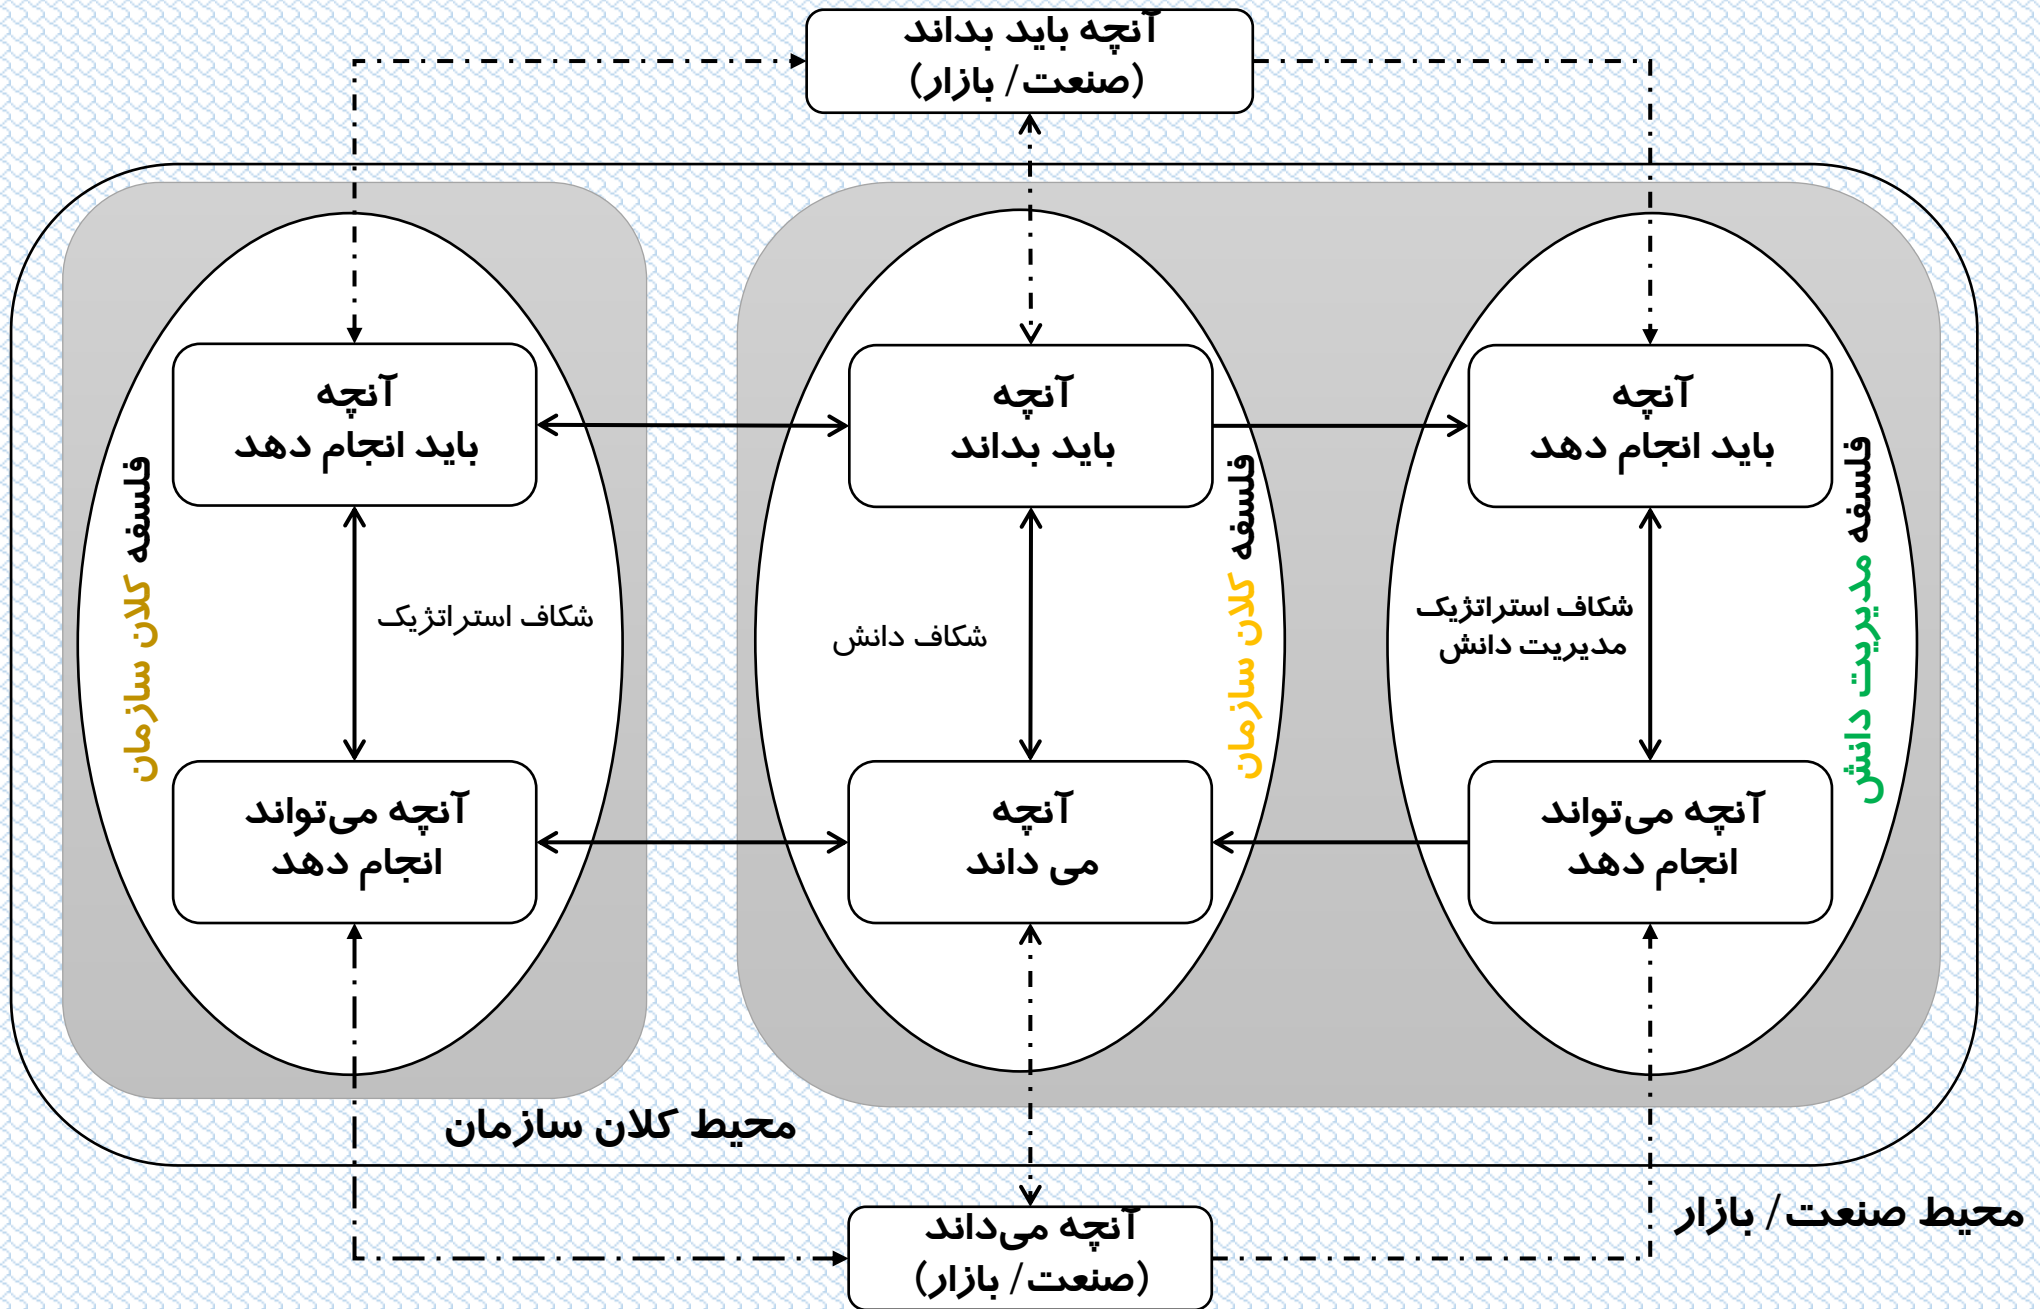 آنچه باید بداند
(صنعت/ بازار)
آنچه
باید انجام دهد
آنچه
باید بداند
آنچه
باید انجام دهد
فلسفه مدیریت دانش
فلسفه کلان سازمان
فلسفه کلان سازمان
شکاف استراتژیک
مدیریت دانش
شکاف دانش
شکاف استراتژیک
آنچه می‌تواند
انجام دهد
آنچه
می داند
آنچه می‌تواند
انجام دهد
محیط کلان سازمان
محیط صنعت/ بازار
آنچه می‌داند
(صنعت/ بازار)